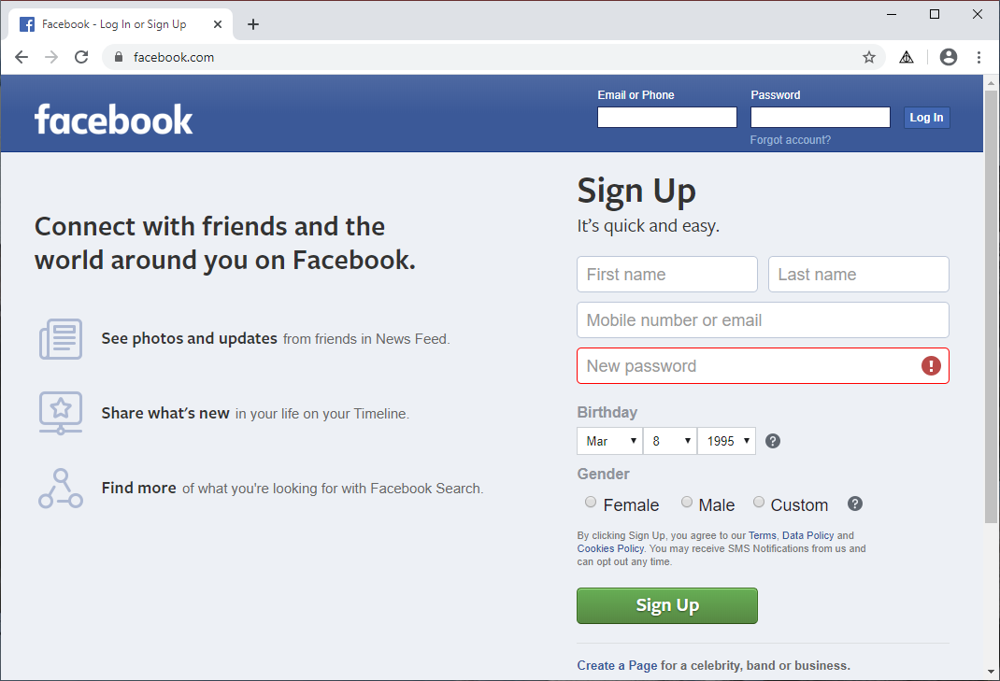 Facebook - Log In or Sign Up
facebook.com
facebook
Email or Phone
Password
Log In
Forgot account?
Connect with friends and the
world around you on Facebook.
See photos and updates from friends in News Feed.
Share what's new in your life on your Timeline.
Find more of what you're looking for with Facebook Search.
Sign Up
It's quick and easy.
First name
Last name
Mobile number or email
New password
Birthday
Mar 8 1995
Gender
Female Male Custom
By clicking Sign Up, you agree to our Terms, Data Policy and
Cookies Policy. You may receive SMS Notifications from us and
can opt out any time.
Sign Up
Create a Page for a celebrity, band or business.